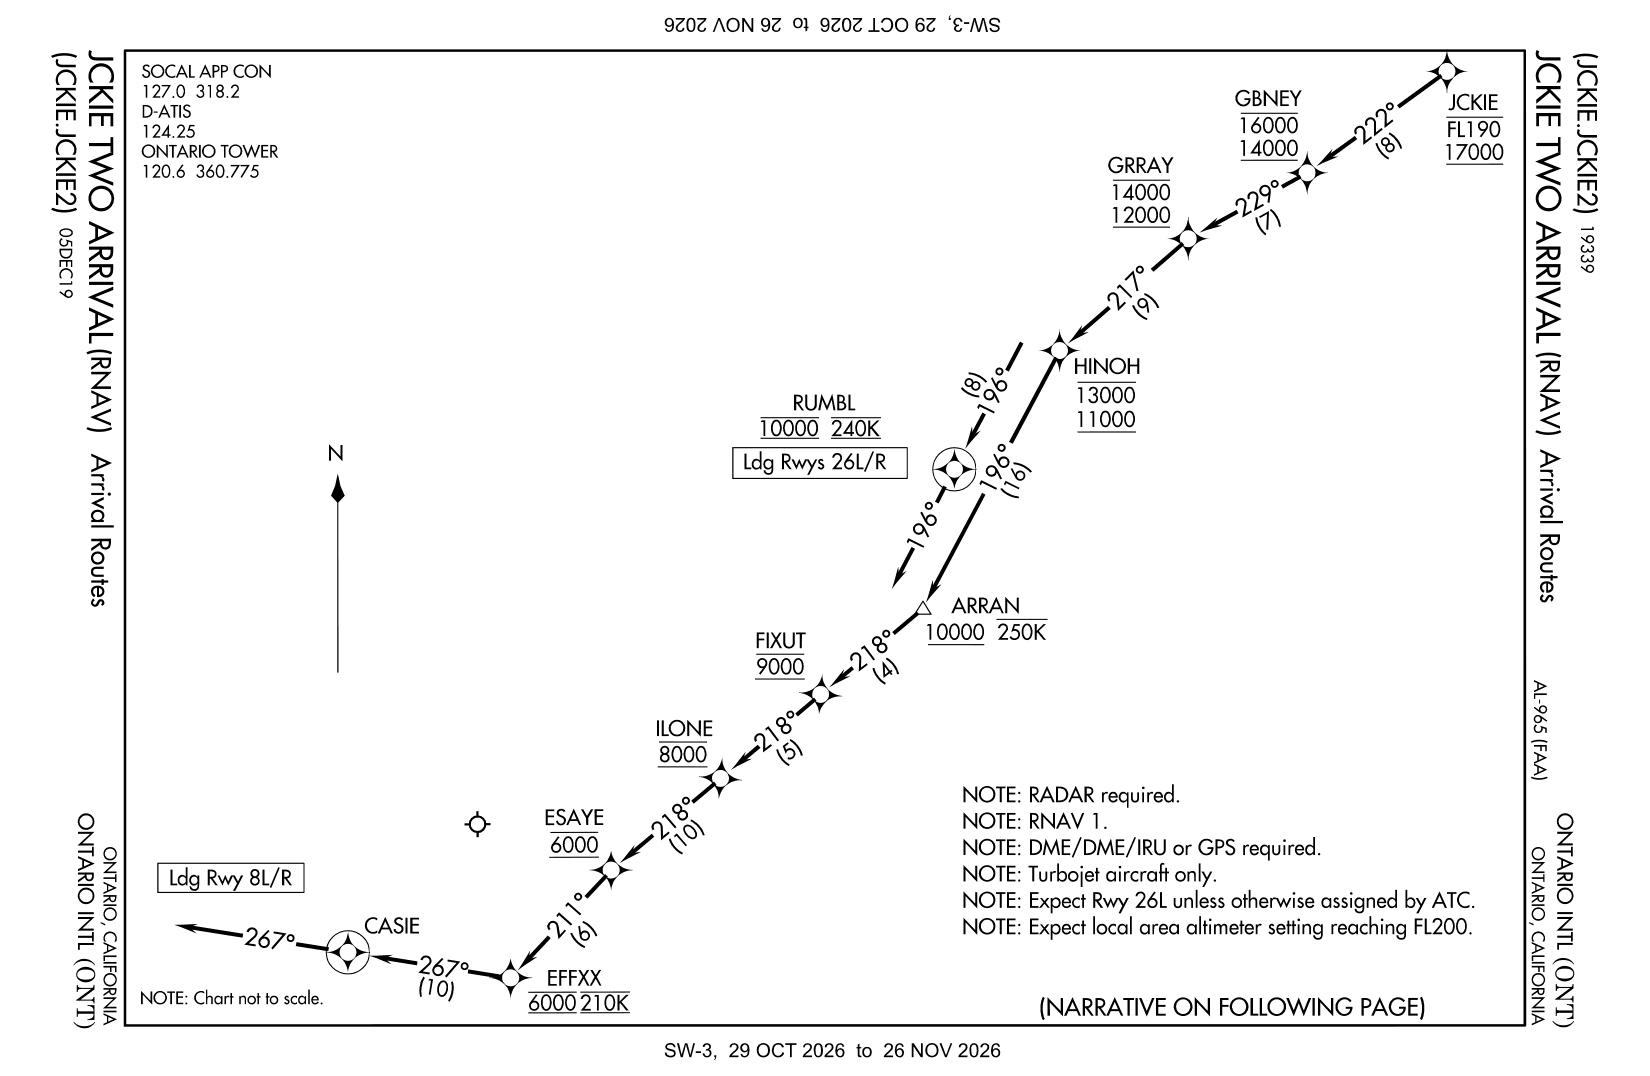 SW-3, 29 OCT 2026 to 26 NOV 2026
JCKIE TWO ARRIVAL (RNAV) Arrival Routes
(JCKIE.JCKIE2) 05DEC19
ONTARIO, CALIFORNIA
ONTARIO INTL (ONT)
SOCAL APP CON
127.0 318.2
D-ATIS
124.25
ONTARIO TOWER
120.6 360.775
JCKIE
FL190
17000
222°
(8)
GBNEY
16000
14000
229°
(7)
GRRAY
14000
12000
217°
(9)
HINOH
13000
11000
(8)
196°
RUMBL
10000 240K
Ldg Rwys 26L/R
196°
(16)
196°
N
ARRAN
10000 250K
218°
(4)
FIXUT
9000
218°
(5)
ILONE
8000
218°
(10)
ESAYE
6000
211°
(6)
EFFXX
6000 210K
267°
(10)
CASIE
267°
Ldg Rwy 8L/R
NOTE: Chart not to scale.
NOTE: RADAR required.
NOTE: RNAV 1.
NOTE: DME/DME/IRU or GPS required.
NOTE: Turbojet aircraft only.
NOTE: Expect Rwy 26L unless otherwise assigned by ATC.
NOTE: Expect local area altimeter setting reaching FL200.
(NARRATIVE ON FOLLOWING PAGE)
(JCKIE.JCKIE2) 19339
JCKIE TWO ARRIVAL (RNAV) Arrival Routes
AL-965 (FAA)
ONTARIO INTL (ONT)
ONTARIO, CALIFORNIA
SW-3, 29 OCT 2026 to 26 NOV 2026